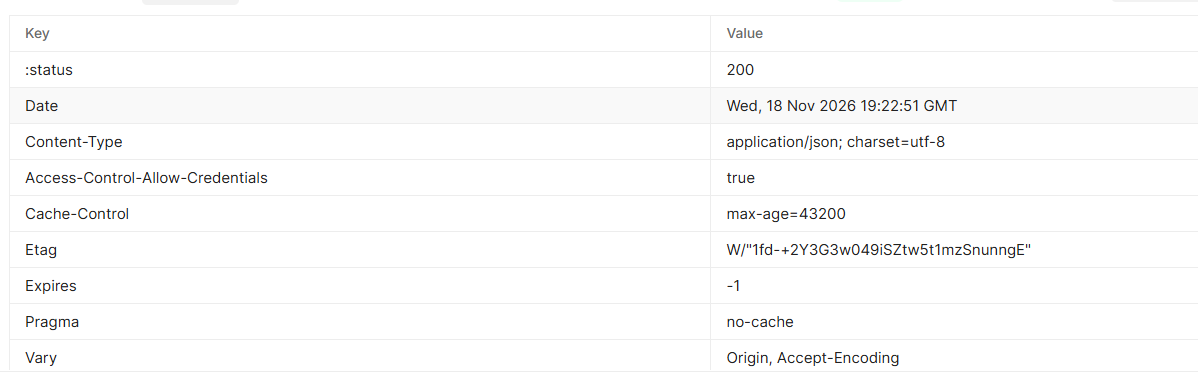 Key Value
:status 200
Date Wed, 18 Nov 2026 19:22:51 GMT
Content-Type application/json; charset=utf-8
Access-Control-Allow-Credentials true
Cache-Control max-age=43200
Etag W/"1fd-+2Y3G3w049iSZtw5t1mzSnunngE"
Expires -1
Pragma no-cache
Vary Origin, Accept-Encoding